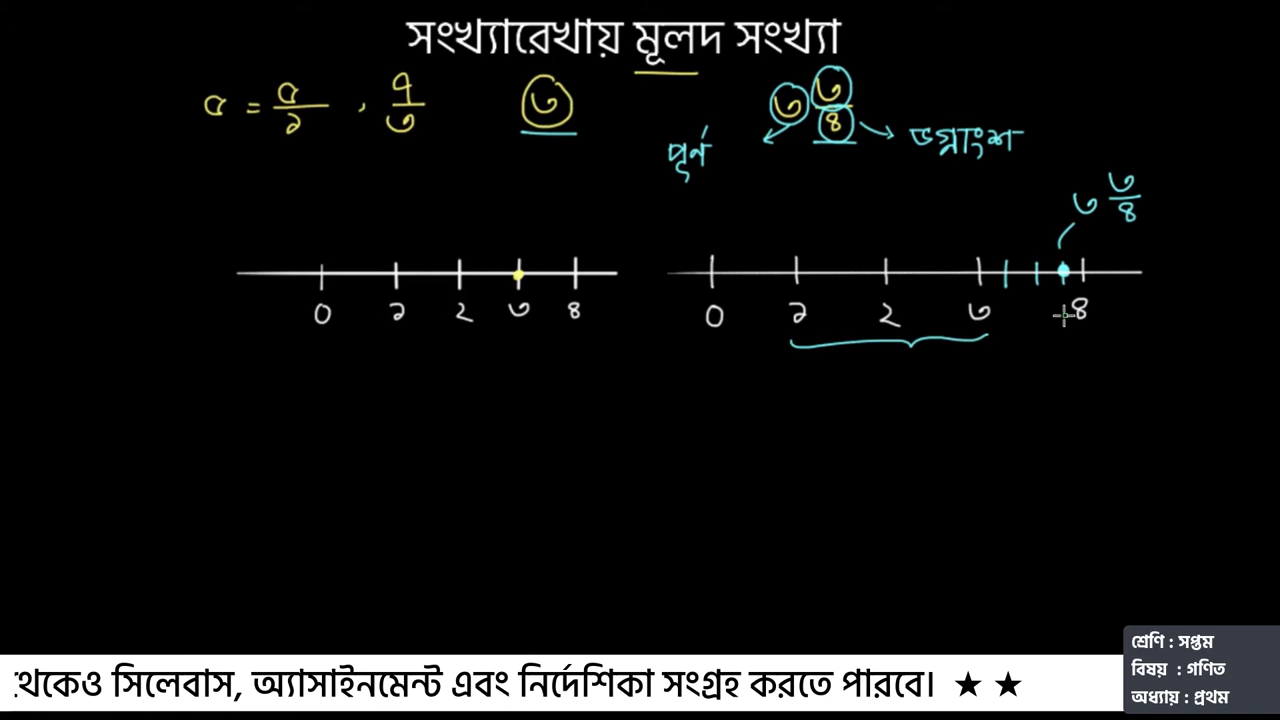 সংখ্যারেখায় মূলদ সংখ্যা
৫ = ৫/১ , ৭/৩ ৩ ৩ ৩/৪
পূর্ণ ভগ্নাংশ
৩ ৩/৪
০ ১ ২ ৩ ৪ ০ ১ ২ ৩ ৪
শ্রেণি : সপ্তম
বিষয় : গণিত
অধ্যায় : প্রথম
থেকেও সিলেবাস, অ্যাসাইনমেন্ট এবং নির্দেশিকা সংগ্রহ করতে পারবে। ★ ★